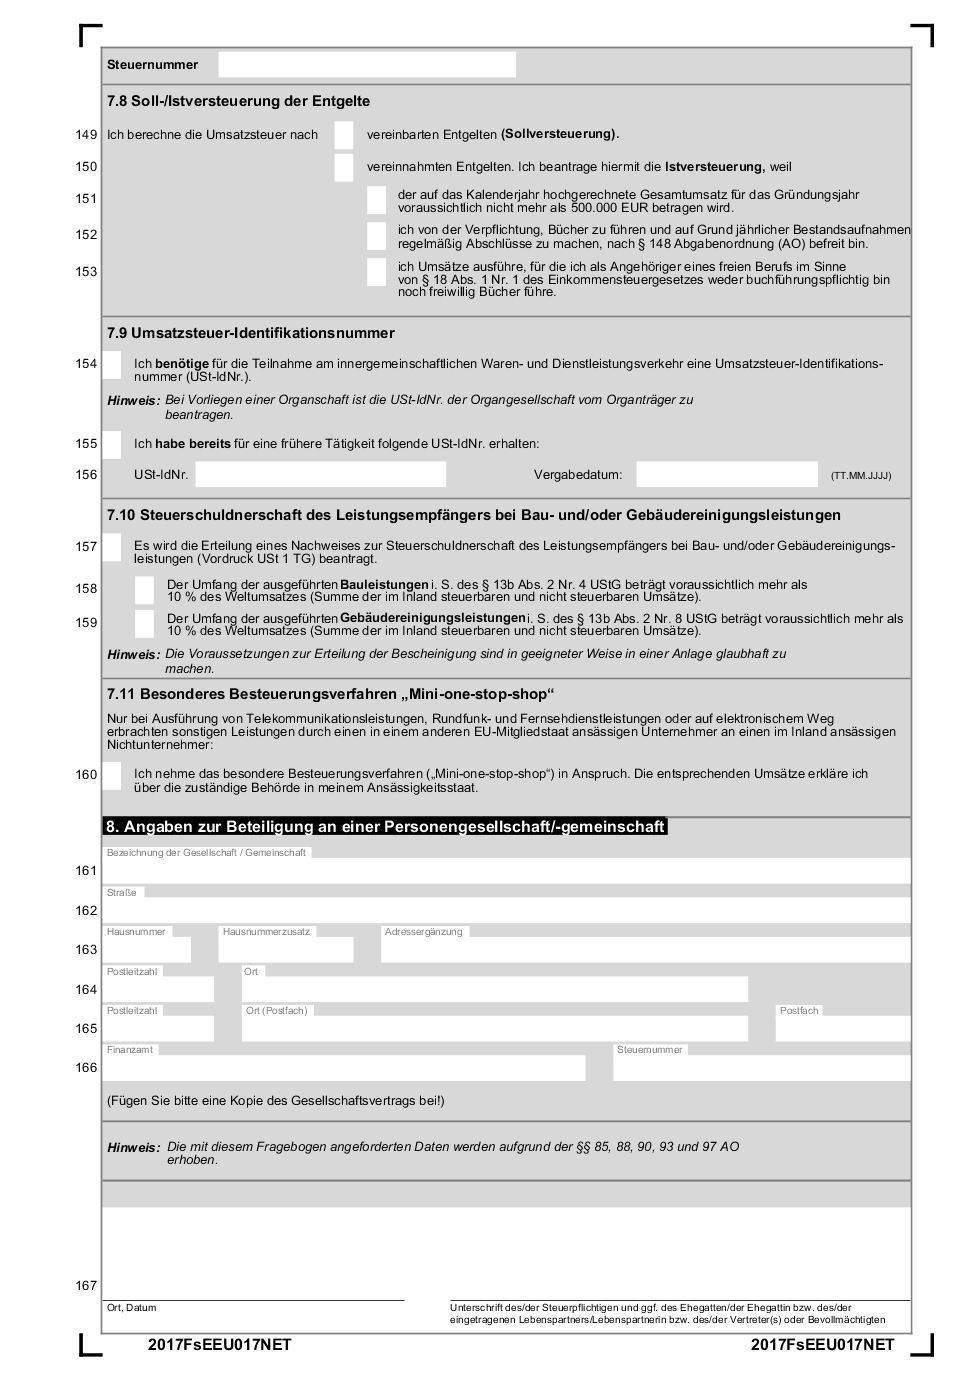 Steuernummer
7.8 Soll-/Istversteuerung der Entgelte
149 Ich berechne die Umsatzsteuer nach vereinbarten Entgelten (Sollversteuerung).
150 vereinnahmten Entgelten. Ich beantrage hiermit die Istversteuerung, weil
151 der auf das Kalenderjahr hochgerechnete Gesamtumsatz für das Gründungsjahr
voraussichtlich nicht mehr als 500.000 EUR betragen wird.
152 ich von der Verpflichtung, Bücher zu führen und auf Grund jährlicher Bestandsaufnahmen
regelmäßig Abschlüsse zu machen, nach § 148 Abgabenordnung (AO) befreit bin.
153 ich Umsätze ausführe, für die ich als Angehöriger eines freien Berufs im Sinne
von § 18 Abs. 1 Nr. 1 des Einkommensteuergesetzes weder buchführungspflichtig bin
noch freiwillig Bücher führe.
7.9 Umsatzsteuer-Identifikationsnummer
154 Ich benötige für die Teilnahme am innergemeinschaftlichen Waren- und Dienstleistungsverkehr eine Umsatzsteuer-Identifikations-
nummer (USt-IdNr.).
Hinweis: Bei Vorliegen einer Organschaft ist die USt-IdNr. der Organgesellschaft vom Organträger zu
beantragen.
155 Ich habe bereits für eine frühere Tätigkeit folgende USt-IdNr. erhalten:
156 USt-IdNr. Vergabedatum: (TT.MM.JJJJ)
7.10 Steuerschuldnerschaft des Leistungsempfängers bei Bau- und/oder Gebäudereinigungsleistungen
157 Es wird die Erteilung eines Nachweises zur Steuerschuldnerschaft des Leistungsempfängers bei Bau- und/oder Gebäudereinigungs-
leistungen (Vordruck USt 1 TG) beantragt.
158 Der Umfang der ausgeführten Bauleistungen i. S. des § 13b Abs. 2 Nr. 4 UStG beträgt voraussichtlich mehr als
10 % des Weltumsatzes (Summe der im Inland steuerbaren und nicht steuerbaren Umsätze).
159 Der Umfang der ausgeführten Gebäudereinigungsleistungen i. S. des § 13b Abs. 2 Nr. 8 UStG beträgt voraussichtlich mehr als
10 % des Weltumsatzes (Summe der im Inland steuerbaren und nicht steuerbaren Umsätze).
Hinweis: Die Voraussetzungen zur Erteilung der Bescheinigung sind in geeigneter Weise in einer Anlage glaubhaft zu
machen.
7.11 Besonderes Besteuerungsverfahren „Mini-one-stop-shop“
Nur bei Ausführung von Telekommunikationsleistungen, Rundfunk- und Fernsehdienstleistungen oder auf elektronischem Weg
erbrachten sonstigen Leistungen durch einen in einem anderen EU-Mitgliedstaat ansässigen Unternehmer an einen im Inland ansässigen
Nichtunternehmer:
160 Ich nehme das besondere Besteuerungsverfahren („Mini-one-stop-shop“) in Anspruch. Die entsprechenden Umsätze erkläre ich
über die zuständige Behörde in meinem Ansässigkeitsstaat.
8. Angaben zur Beteiligung an einer Personengesellschaft/-gemeinschaft
Bezeichnung der Gesellschaft / Gemeinschaft
161
Straße
162
Hausnummer Hausnummerzusatz Adressergänzung
163
Postleitzahl Ort
164
Postleitzahl Ort (Postfach) Postfach
165
Finanzamt Steuernummer
166
(Fügen Sie bitte eine Kopie des Gesellschaftsvertrags bei!)
Hinweis: Die mit diesem Fragebogen angeforderten Daten werden aufgrund der §§ 85, 88, 90, 93 und 97 AO
erhoben.
167
Ort, Datum Unterschrift des/der Steuerpflichtigen und ggf. des Ehegatten/der Ehegattin bzw. des/der
eingetragenen Lebenspartners/Lebenspartnerin bzw. des/der Vertreter(s) oder Bevollmächtigten
2017FsEEU017NET 2017FsEEU017NET